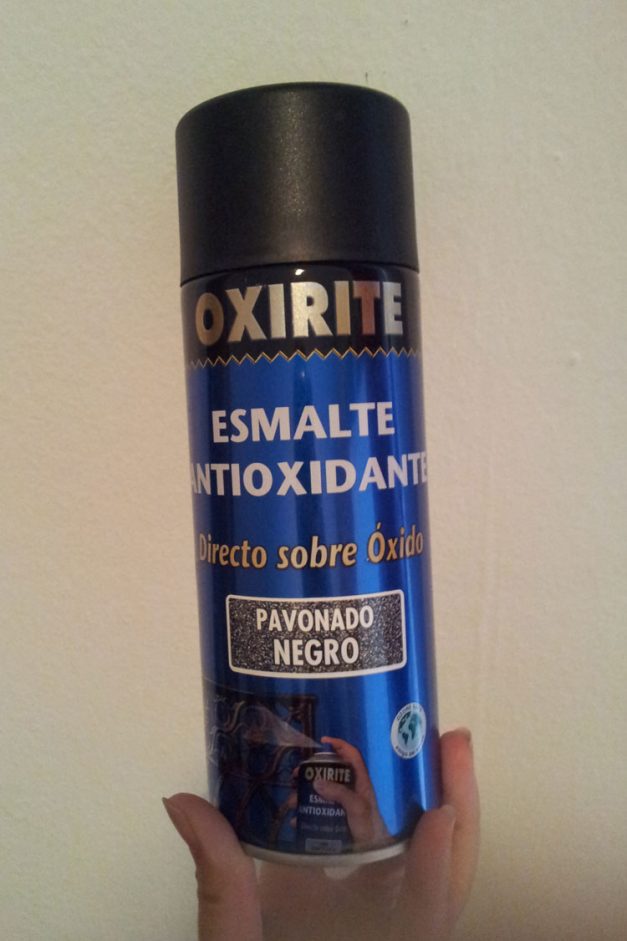 OXIRITE
ESMALTE
ANTIOXIDANTE
Directo sobre Óxido
PAVONADO
NEGRO
OXIRITE